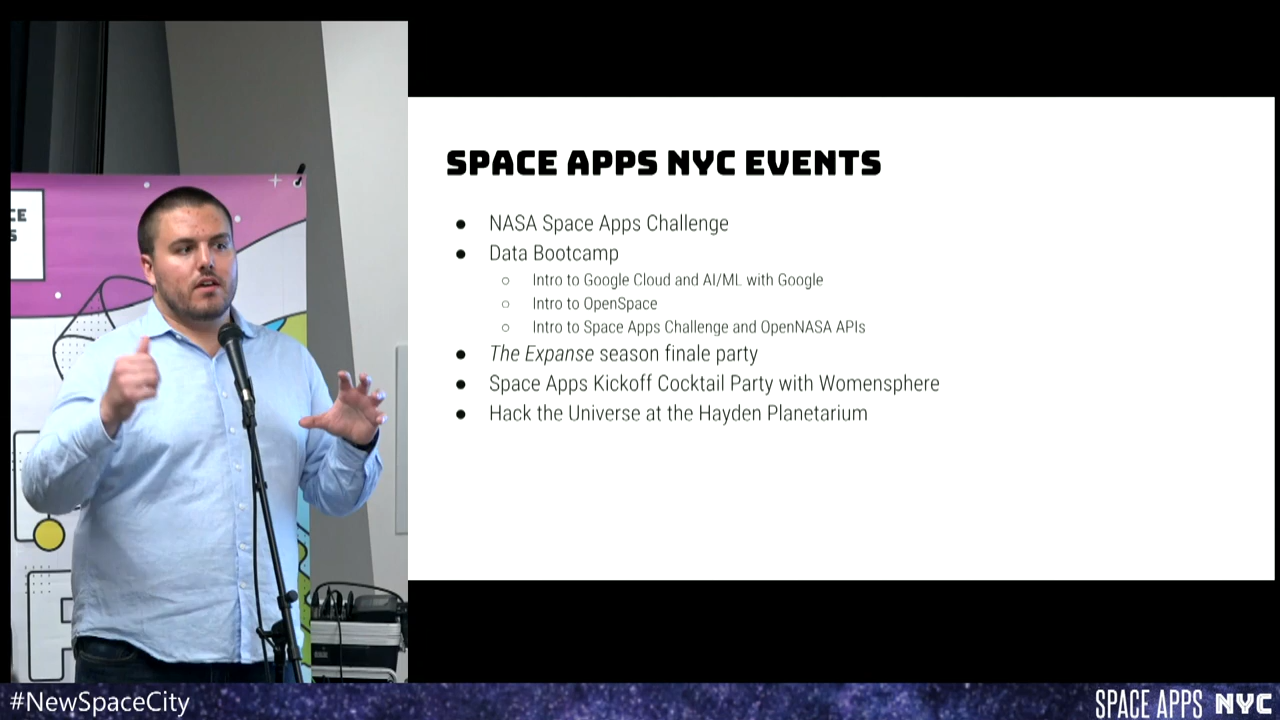 SPACE APPS NYC EVENTS
NASA Space Apps Challenge
Data Bootcamp
Intro to Google Cloud and AI/ML with Google
Intro to OpenSpace
Intro to Space Apps Challenge and OpenNASA APIs
The Expanse season finale party
Space Apps Kickoff Cocktail Party with Womensphere
Hack the Universe at the Hayden Planetarium
#NewSpaceCity
SPACE APPS NYC